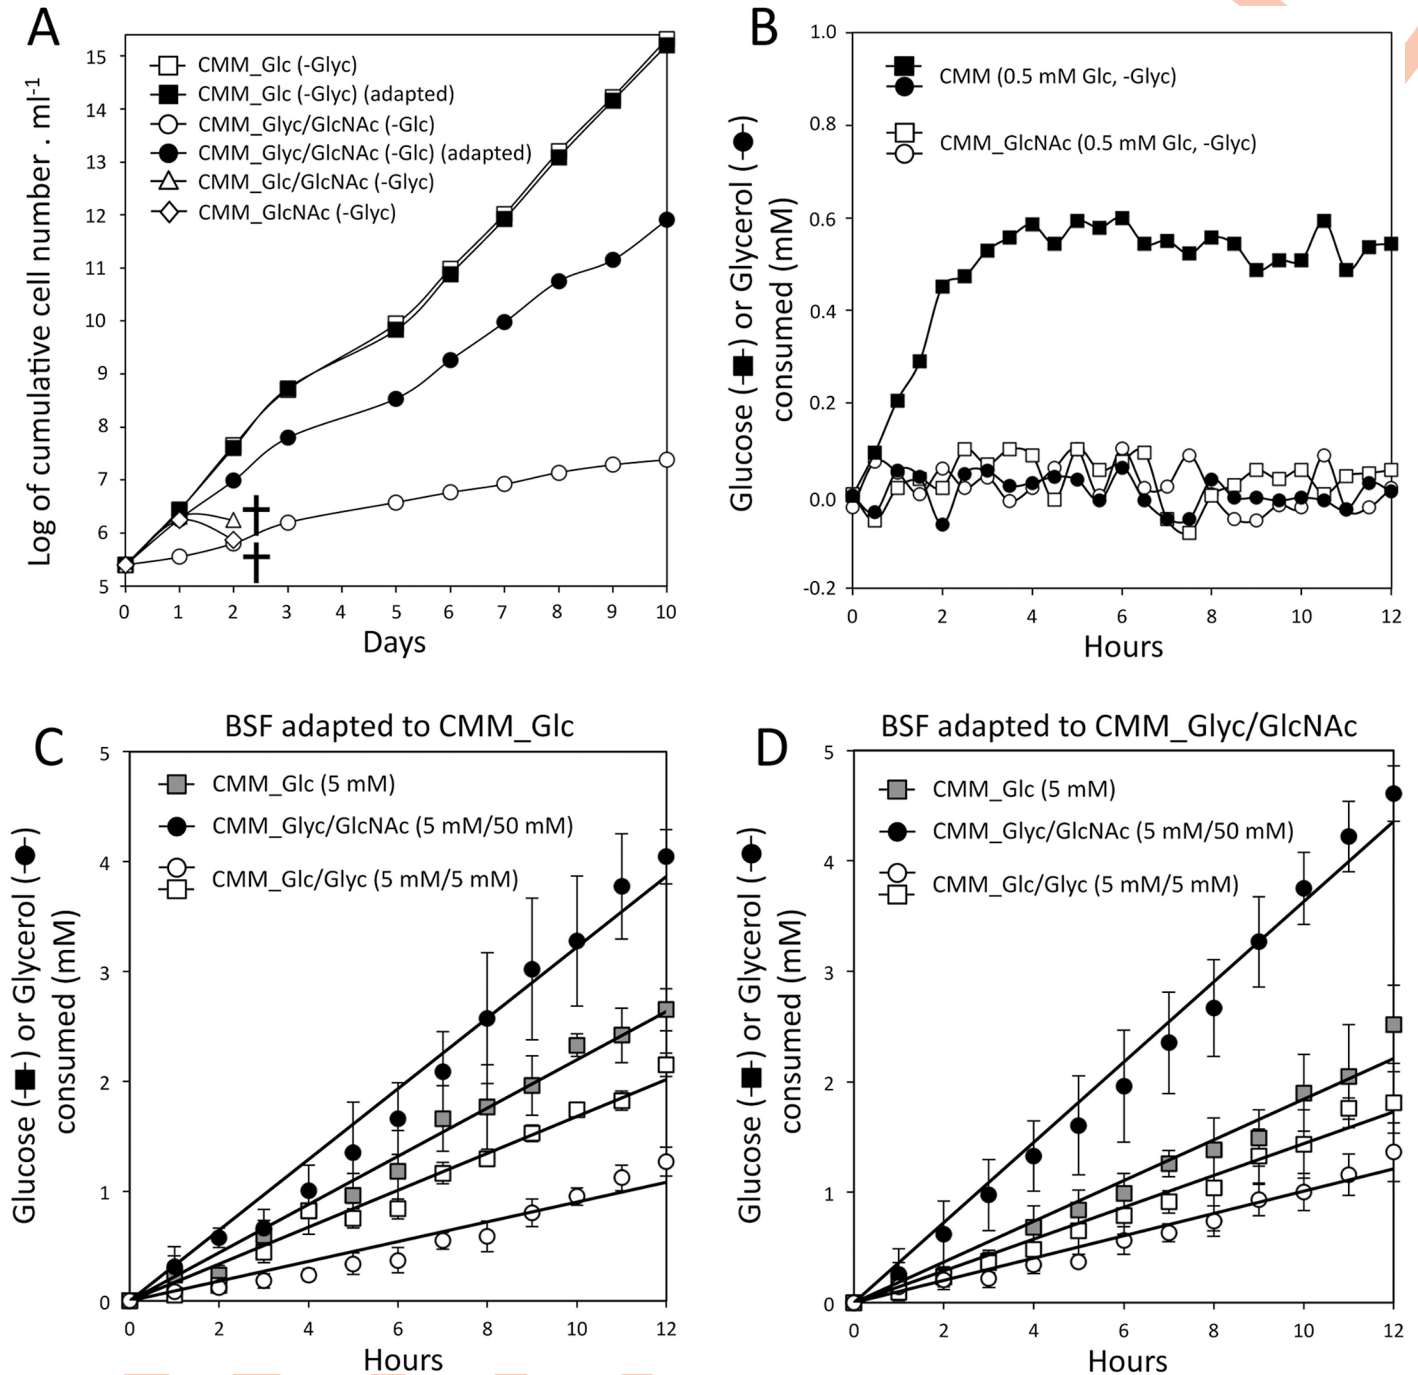 A
Log of cumulative cell number . ml-1
15
14
13
12
11
10
9
8
7
6
5
CMM_Glc (-Glyc)
CMM_Glc (-Glyc) (adapted)
CMM_Glyc/GlcNAc (-Glc)
CMM_Glyc/GlcNAc (-Glc) (adapted)
CMM_Glc/GlcNAc (-Glyc)
CMM_GlcNAc (-Glyc)
0 1 2 3 4 5 6 7 8 9 10
Days
B
Glucose (-■-) or Glycerol (-●-)
consumed (mM)
1.0
0.8
0.6
0.4
0.2
0.0
-0.2
CMM (0.5 mM Glc, -Glyc)
CMM_GlcNAc (0.5 mM Glc, -Glyc)
0 2 4 6 8 10 12
Hours
C
BSF adapted to CMM_Glc
Glucose (-■-) or Glycerol (-●-)
consumed (mM)
5
4
3
2
1
0
CMM_Glc (5 mM)
CMM_Glyc/GlcNAc (5 mM/50 mM)
CMM_Glc/Glyc (5 mM/5 mM)
0 2 4 6 8 10 12
Hours
D
BSF adapted to CMM_Glyc/GlcNAc
Glucose (-■-) or Glycerol (-●-)
consumed (mM)
5
4
3
2
1
0
CMM_Glc (5 mM)
CMM_Glyc/GlcNAc (5 mM/50 mM)
CMM_Glc/Glyc (5 mM/5 mM)
0 2 4 6 8 10 12
Hours